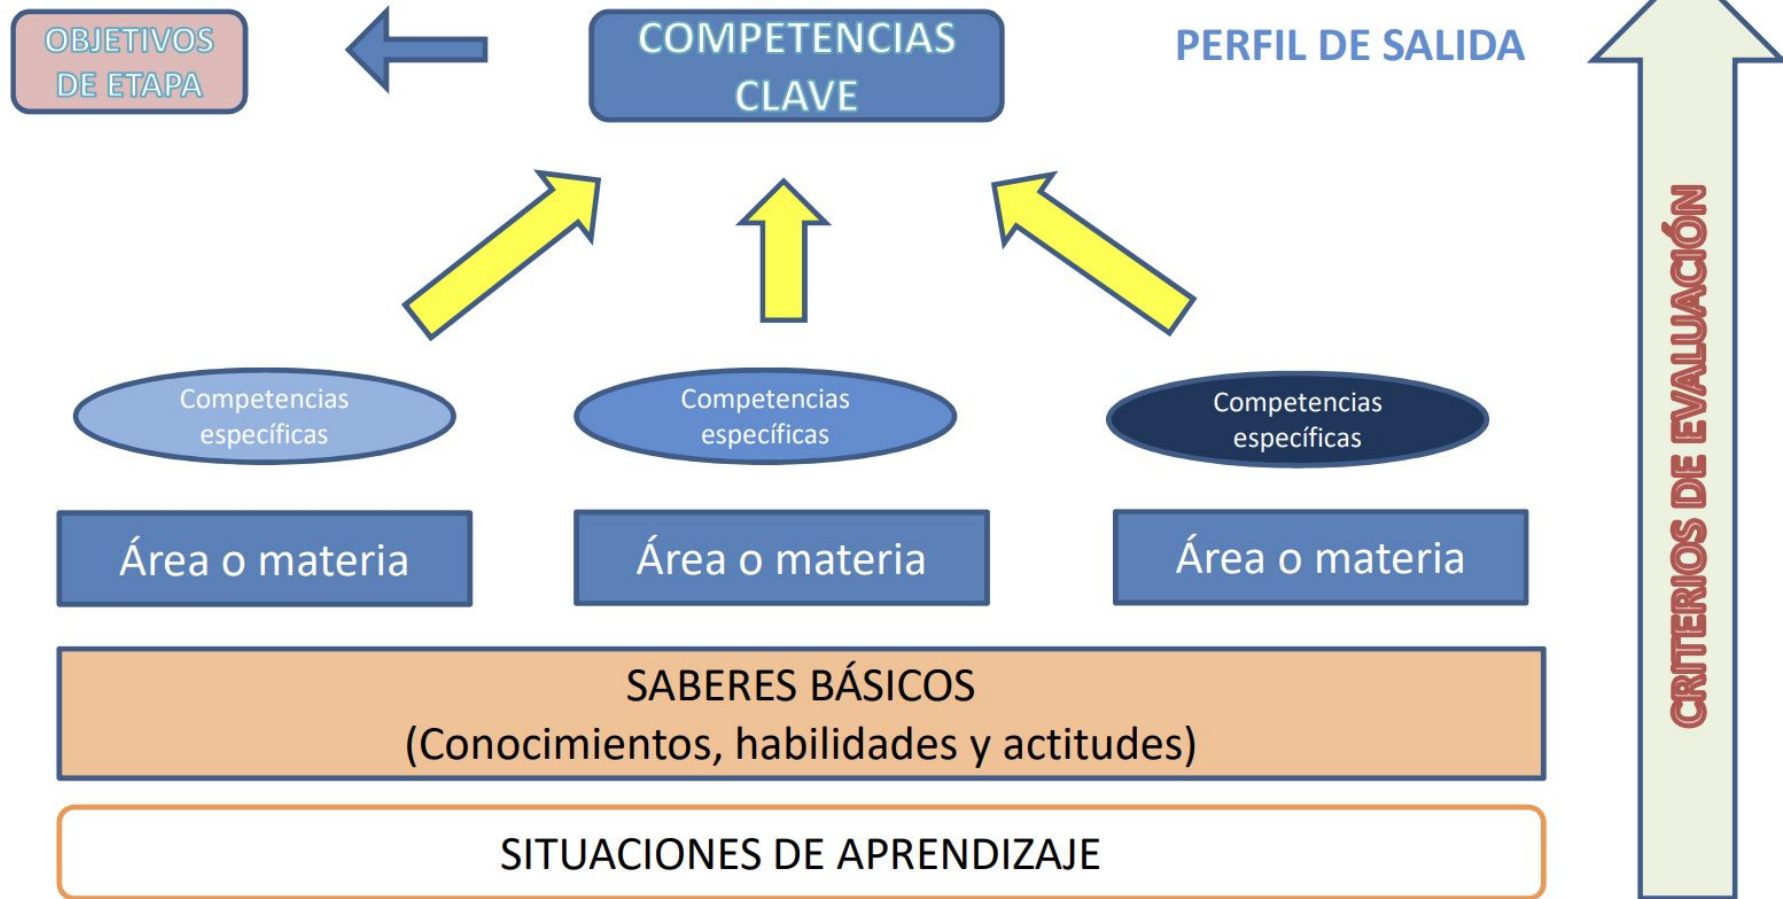 OBJETIVOS
DE ETAPA
COMPETENCIAS
CLAVE
PERFIL DE SALIDA
Competencias
específicas
Competencias
específicas
Competencias
específicas
Área o materia
Área o materia
Área o materia
SABERES BÁSICOS
(Conocimientos, habilidades y actitudes)
SITUACIONES DE APRENDIZAJE
CRITERIOS DE EVALUACIÓN